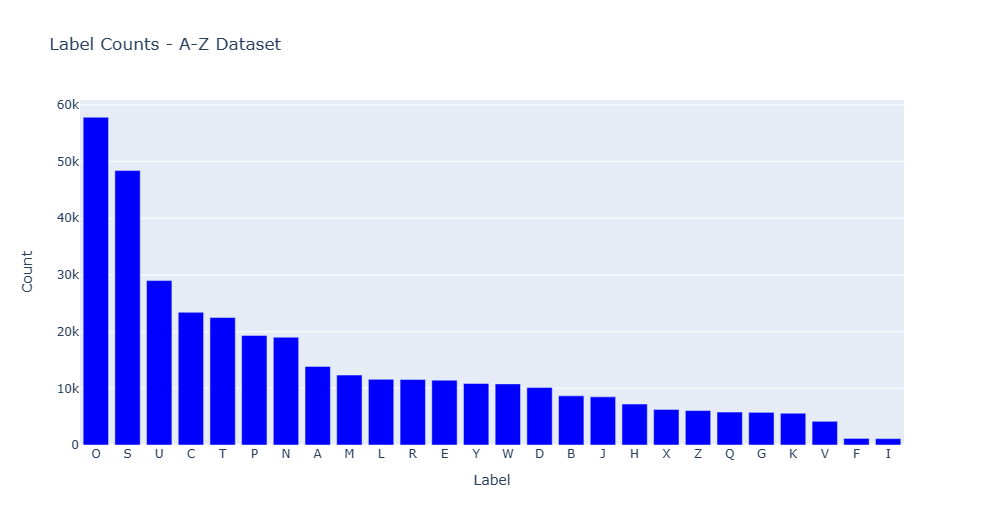 Label Counts - A-Z Dataset
60k
50k
40k
30k
20k
10k
0
Count
O S U C T P N A M L R E Y W D B J H X Z Q G K V F I
Label